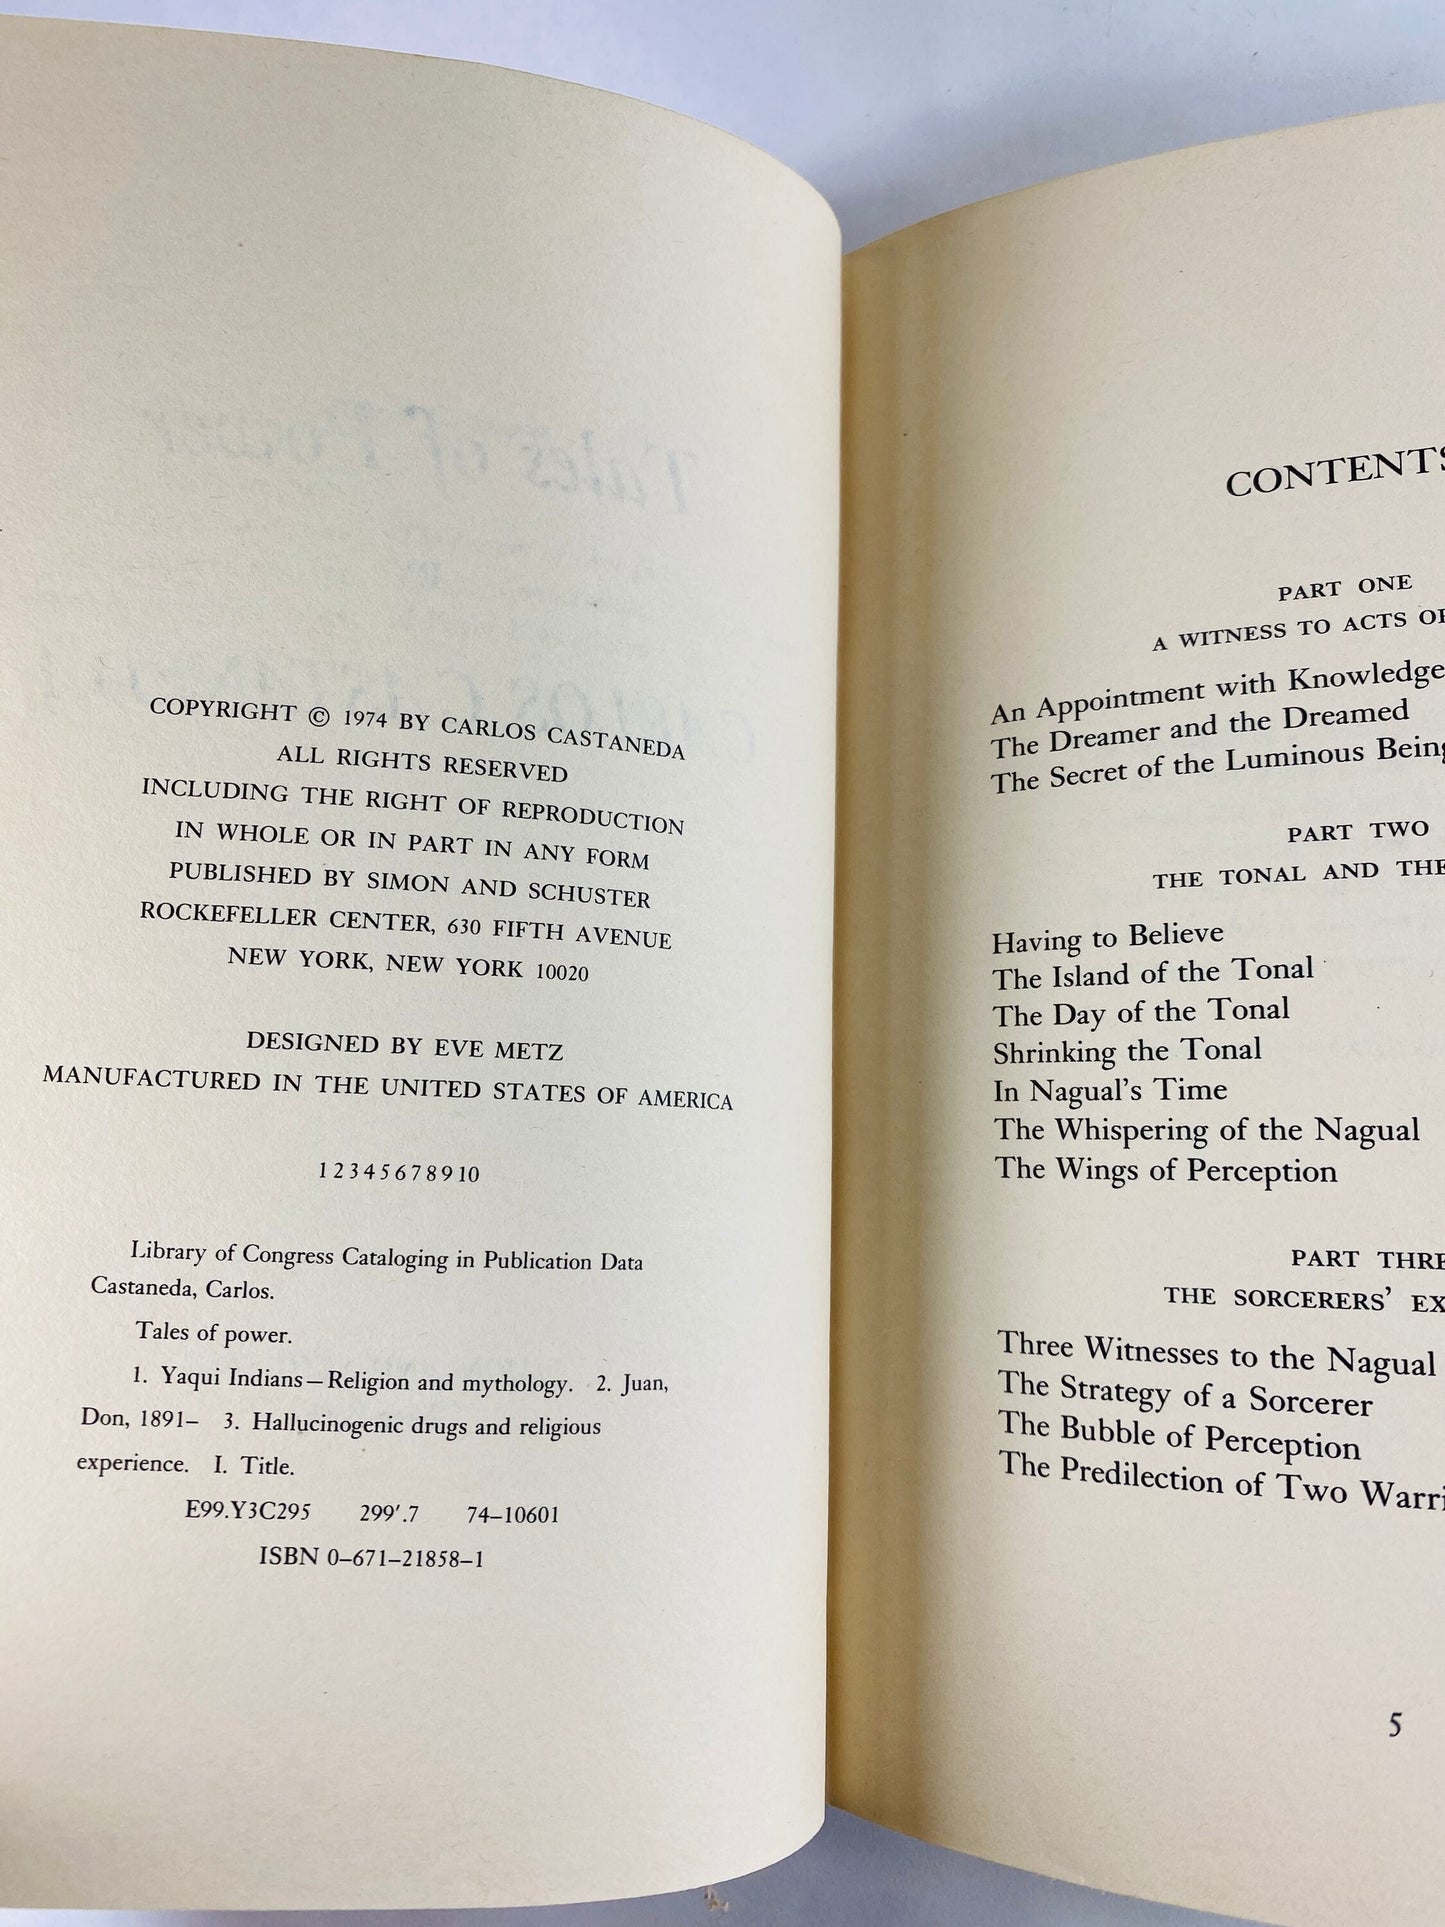 COPYRIGHT © 1974 BY CARLOS CASTANEDA
ALL RIGHTS RESERVED
INCLUDING THE RIGHT OF REPRODUCTION
IN WHOLE OR IN PART IN ANY FORM
PUBLISHED BY SIMON AND SCHUSTER
ROCKEFELLER CENTER, 630 FIFTH AVENUE
NEW YORK, NEW YORK 10020
DESIGNED BY EVE METZ
MANUFACTURED IN THE UNITED STATES OF AMERICA
1 2 3 4 5 6 7 8 9 10
Library of Congress Cataloging in Publication Data
Castaneda, Carlos.
Tales of power.
1. Yaqui Indians—Religion and mythology. 2. Juan,
Don, 1891– 3. Hallucinogenic drugs and religious
experience. I. Title.
E99.Y3C295 299'.7 74–10601
ISBN 0–671–21858–1
CONTENTS
PART ONE
A WITNESS TO ACTS OF
An Appointment with Knowledge
The Dreamer and the Dreamed
The Secret of the Luminous Being
PART TWO
THE TONAL AND THE
Having to Believe
The Island of the Tonal
The Day of the Tonal
Shrinking the Tonal
In Nagual's Time
The Whispering of the Nagual
The Wings of Perception
PART THRE
THE SORCERERS' EX
Three Witnesses to the Nagual
The Strategy of a Sorcerer
The Bubble of Perception
The Predilection of Two Warri
5